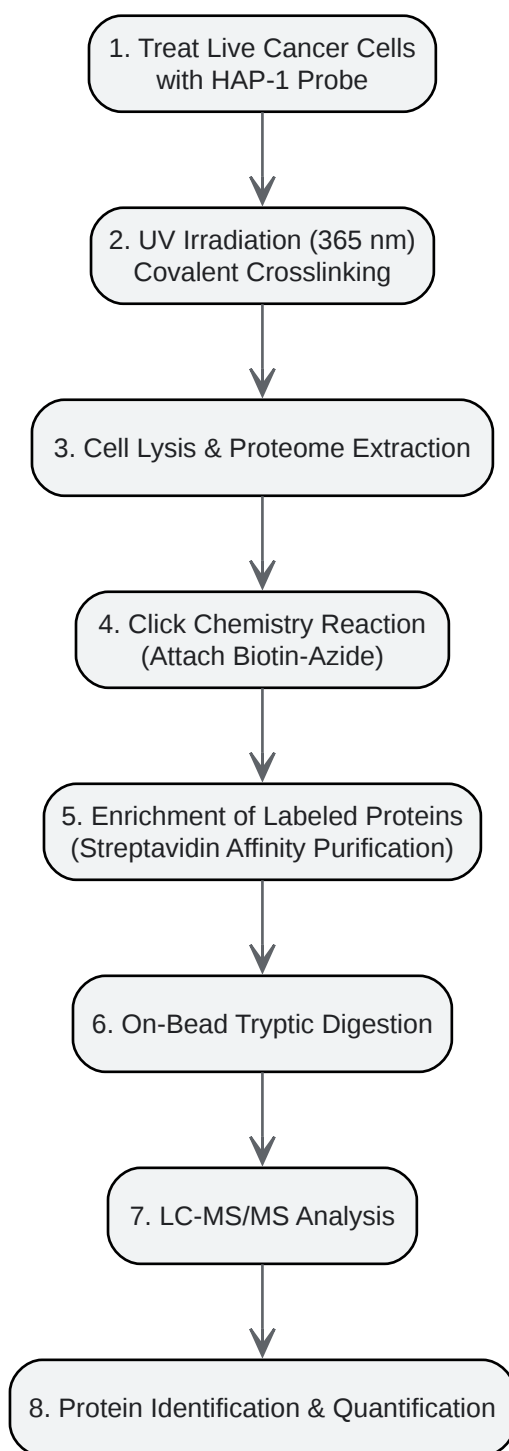 1. Treat Live Cancer Cells
with HAP-1 Probe
2. UV Irradiation (365 nm)
Covalent Crosslinking
3. Cell Lysis & Proteome Extraction
4. Click Chemistry Reaction
(Attach Biotin-Azide)
5. Enrichment of Labeled Proteins
(Streptavidin Affinity Purification)
6. On-Bead Tryptic Digestion
7. LC-MS/MS Analysis
8. Protein Identification & Quantification